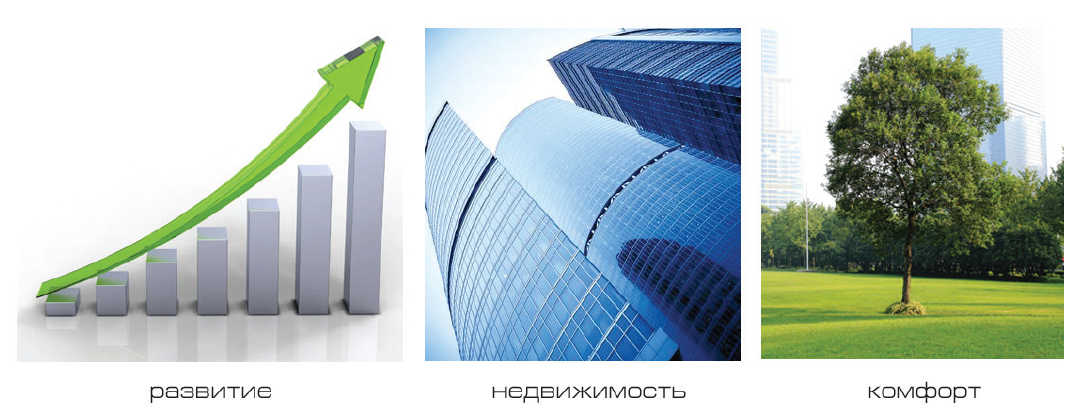 развитие
недвижимость
комфорт